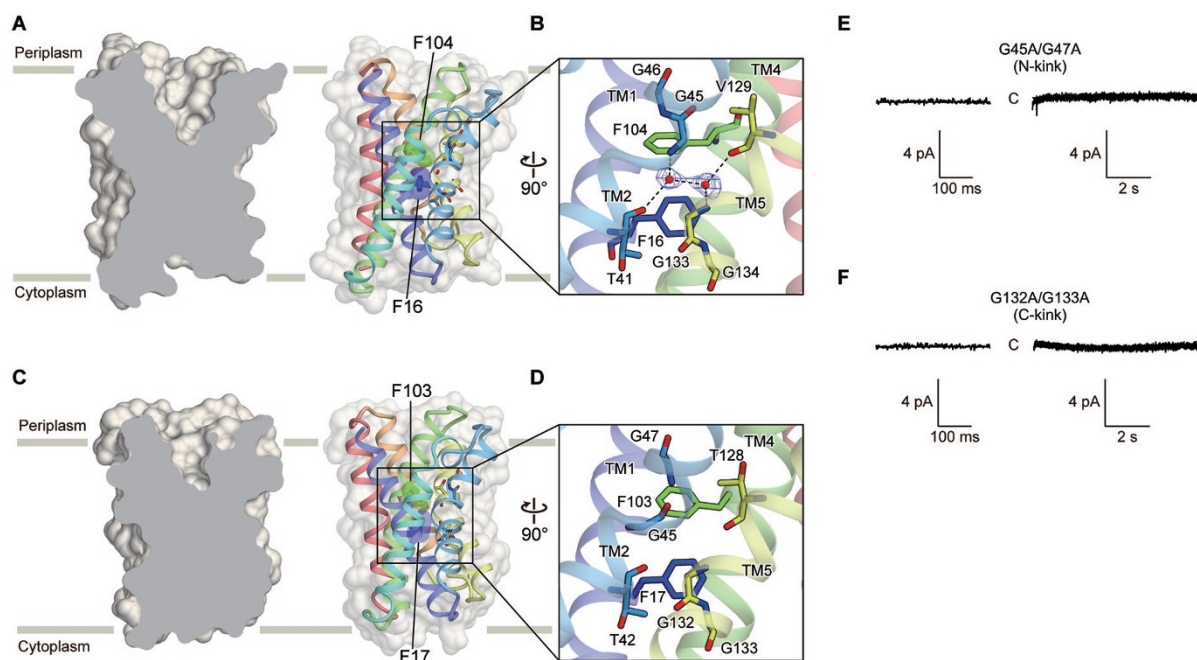 A
Periplasm
Cytoplasm
F104
F16
90°
B
G46
TM4
TM1
G45
V129
F104
TM2
TM5
F16
G133
T41
G134
C
Periplasm
Cytoplasm
F103
F17
90°
D
G47
TM4
TM1
T128
F103
G45
TM2
TM5
F17
G132
T42
G133
E
G45A/G47A
(N-kink)
C
4 pA
100 ms
4 pA
2 s
F
G132A/G133A
(C-kink)
C
4 pA
100 ms
4 pA
2 s